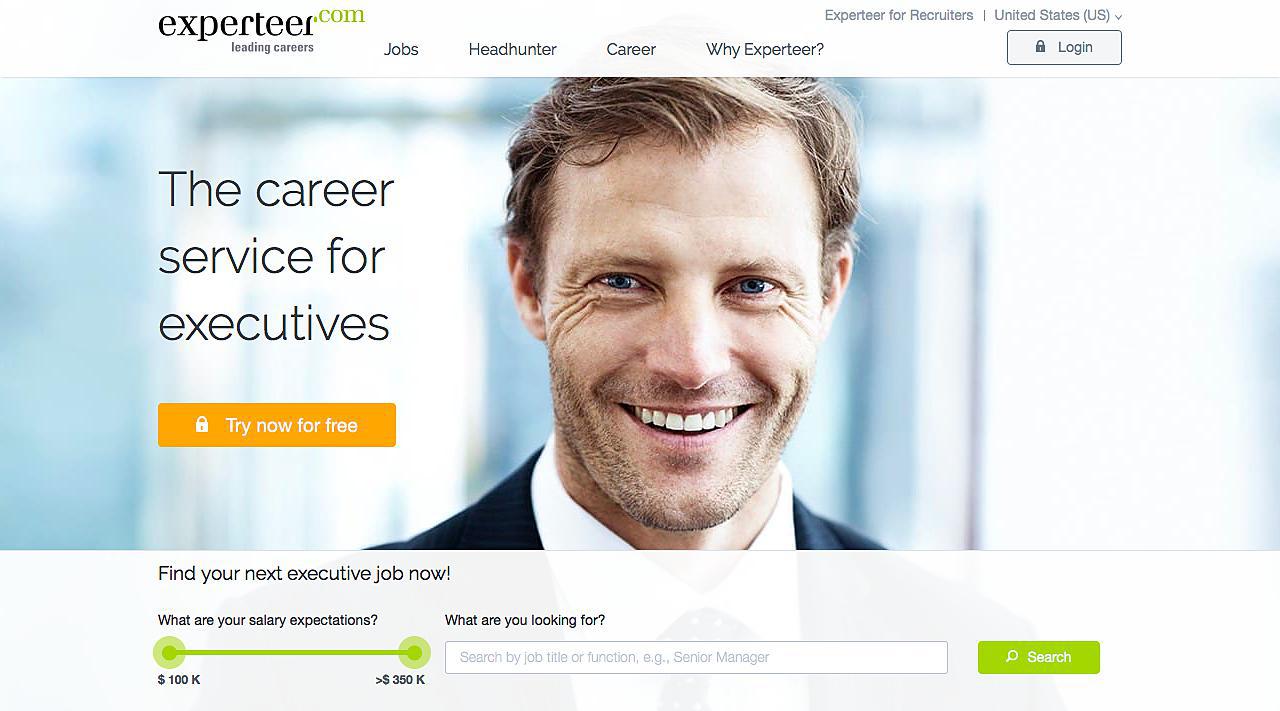 experteer.com
leading careers
Experteer for Recruiters | United States (US)
Jobs Headhunter Career Why Experteer? Login
The career
service for
executives
Try now for free
Find your next executive job now!
What are your salary expectations? What are you looking for?
Search by job title or function, e.g., Senior Manager Search
$ 100 K >$ 350 K